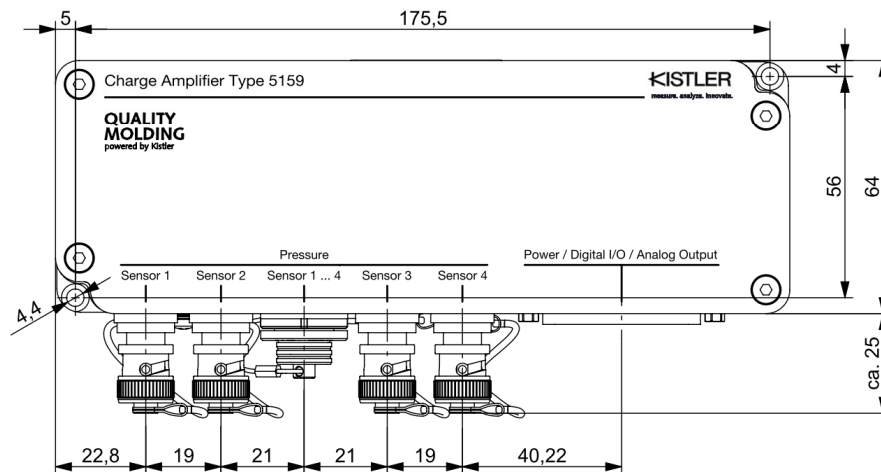 5
175,5
Charge Amplifier Type 5159
KISTLER
measure. analyze. innovate.
4
QUALITY
MOLDING
powered by Kistler
56
64
Pressure
Power / Digital I/O / Analog Output
Sensor 1
Sensor 2
Sensor 1 ... 4
Sensor 3
Sensor 4
4,4
ca. 25
22,8
19
21
21
19
40,22